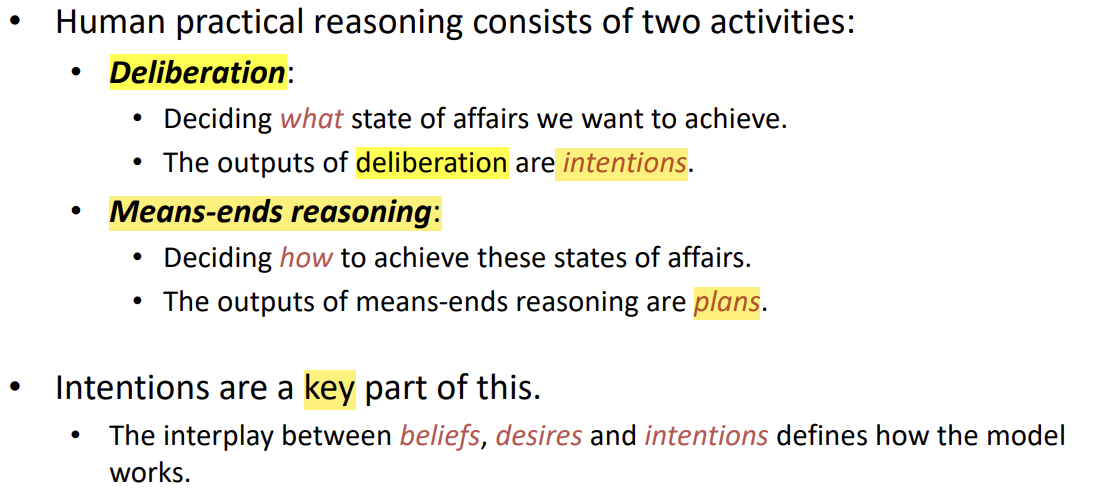 • Human practical reasoning consists of two activities:
• Deliberation:
• Deciding what state of affairs we want to achieve.
• The outputs of deliberation are intentions.
• Means-ends reasoning:
• Deciding how to achieve these states of affairs.
• The outputs of means-ends reasoning are plans.
• Intentions are a key part of this.
• The interplay between beliefs, desires and intentions defines how the model
works.